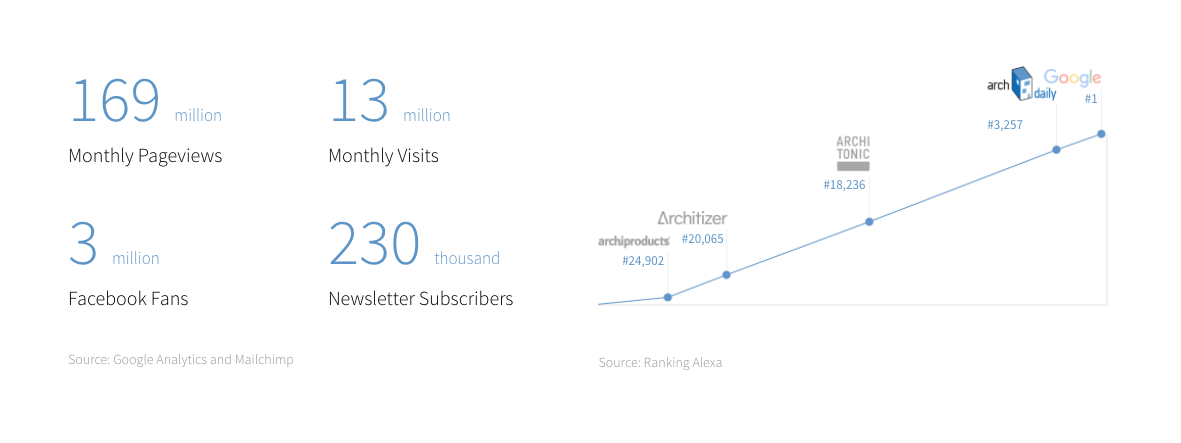 169 million
Monthly Pageviews
13 million
Monthly Visits
3 million
Facebook Fans
230 thousand
Newsletter Subscribers
Source: Google Analytics and Mailchimp
archiproducts
#24,902
Architizer
#20,065
ARCHI
TONIC
#18,236
arch daily
#3,257
Google
#1
Source: Ranking Alexa